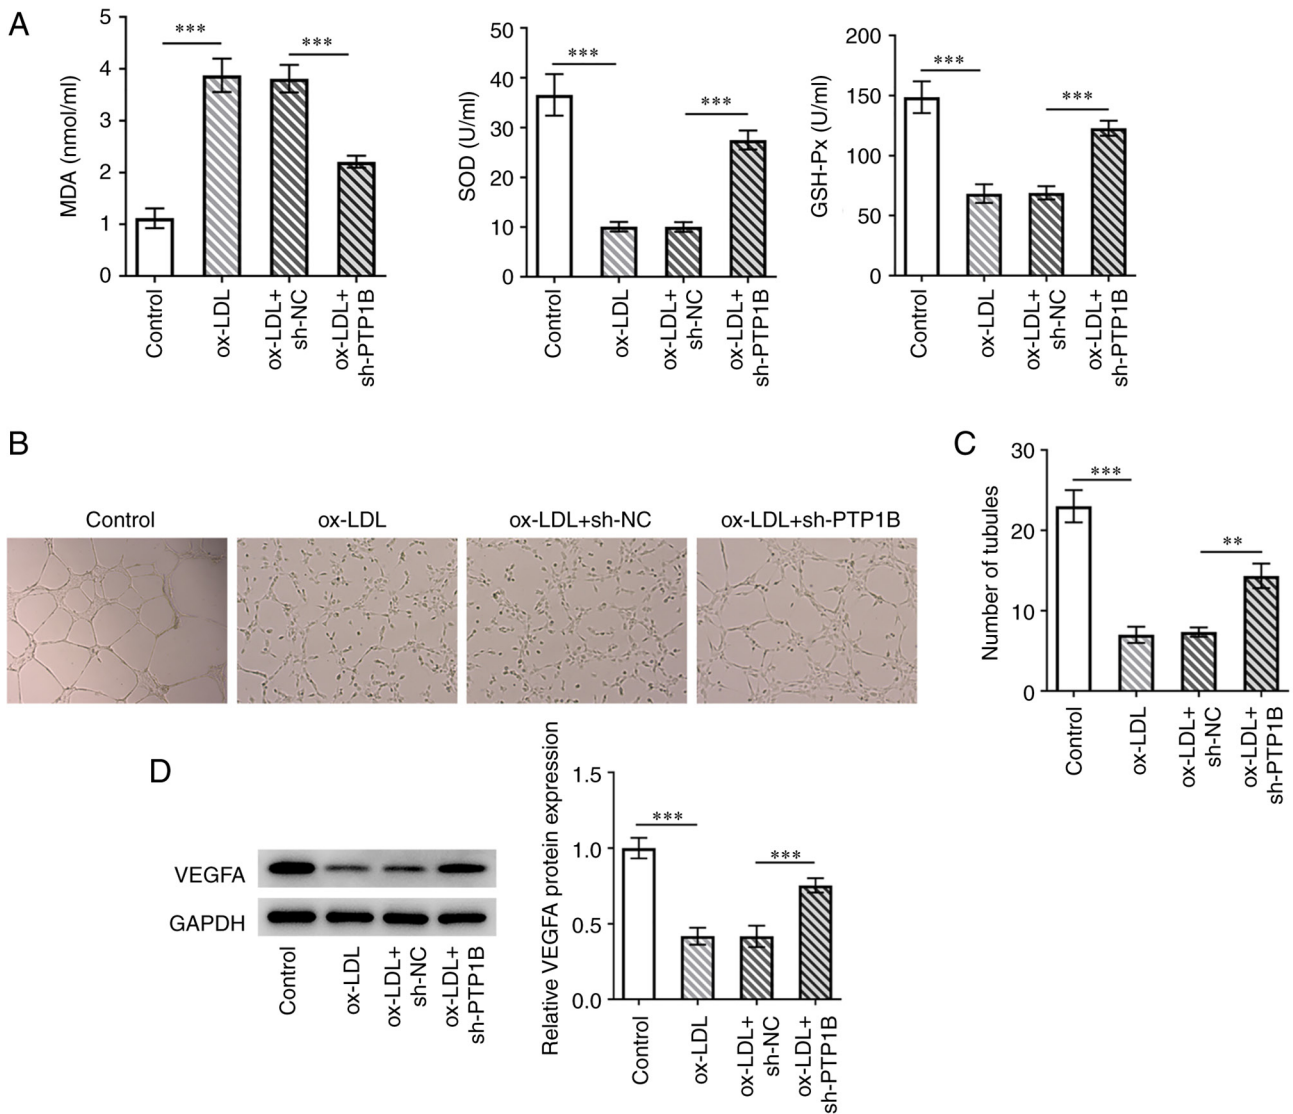 A
MDA (nmol/ml)
5
4
3
2
1
0
***
***
Control
ox-LDL
ox-LDL+
sh-NC
ox-LDL+
sh-PTP1B
SOD (U/ml)
50
40
30
20
10
0
***
***
Control
ox-LDL
ox-LDL+
sh-NC
ox-LDL+
sh-PTP1B
GSH-Px (U/ml)
200
150
100
50
0
***
***
Control
ox-LDL
ox-LDL+
sh-NC
ox-LDL+
sh-PTP1B
B
Control
ox-LDL
ox-LDL+sh-NC
ox-LDL+sh-PTP1B
C
Number of tubules
30
20
10
0
***
**
Control
ox-LDL
ox-LDL+
sh-NC
ox-LDL+
sh-PTP1B
D
VEGFA
GAPDH
Control
ox-LDL
ox-LDL+
sh-NC
ox-LDL+
sh-PTP1B
Relative VEGFA protein expression
1.5
1.0
0.5
0.0
***
***
Control
ox-LDL
ox-LDL+
sh-NC
ox-LDL+
sh-PTP1B